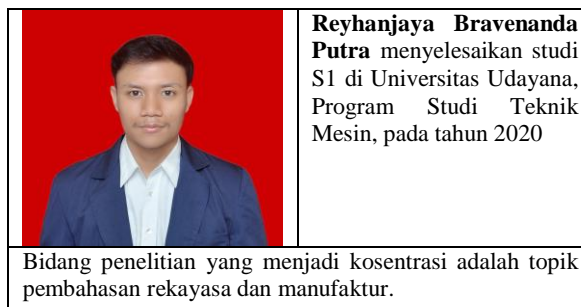 Reyhanjaya Bravenanda
Putra menyelesaikan studi
S1 di Universitas Udayana,
Program Studi Teknik
Mesin, pada tahun 2020
Bidang penelitian yang menjadi kosentrasi adalah topik
pembahasan rekayasa dan manufaktur.